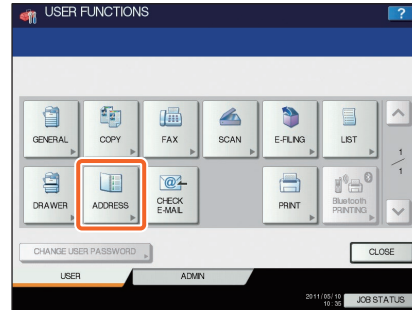 USER FUNCTIONS
?
GENERAL
COPY
FAX
SCAN
E-FILING
LIST
1
1
DRAWER
ADDRESS
@
CHECK
E-MAIL
PRINT
Bluetooth
PRINTING
CHANGE USER PASSWORD
CLOSE
USER
ADMIN
2011/05/10
10:35
JOB STATUS